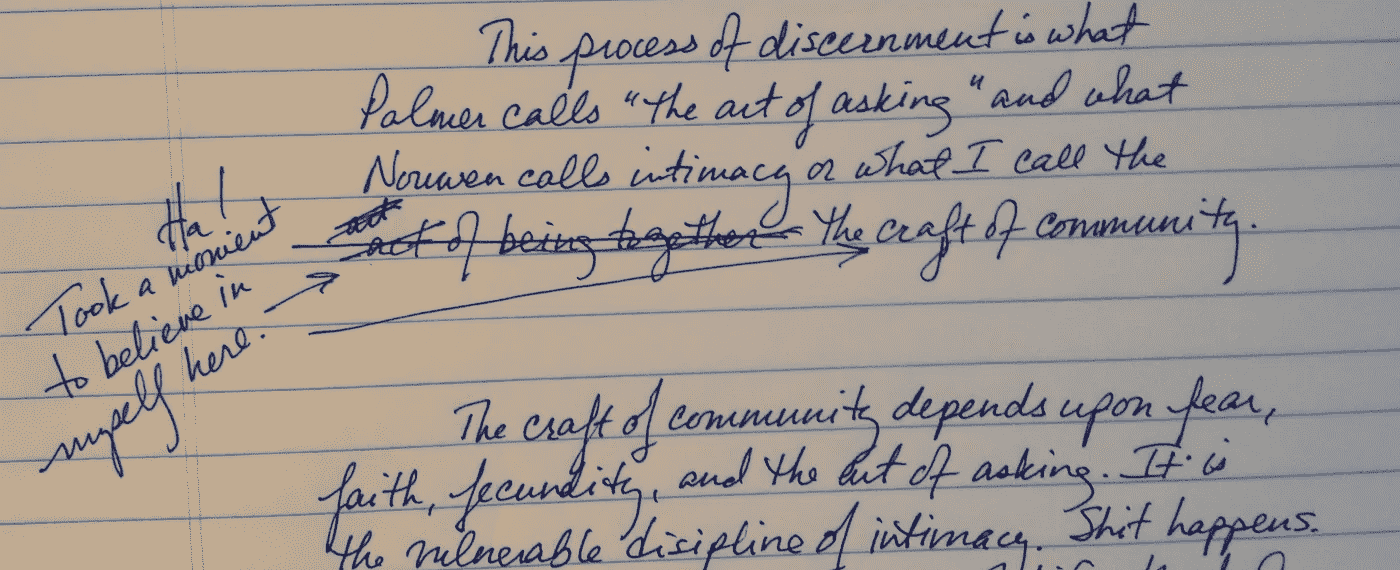 This process of discernment is what
Palmer calls "the art of asking" and what
Nouwen calls intimacy or what I call the
art
act of being together the craft of community.
Ha!
Took a moment
to believe in
myself here.
The craft of community depends upon fear,
faith, fecundity, and the art of asking. It is
the vulnerable discipline of intimacy. Shit happens.